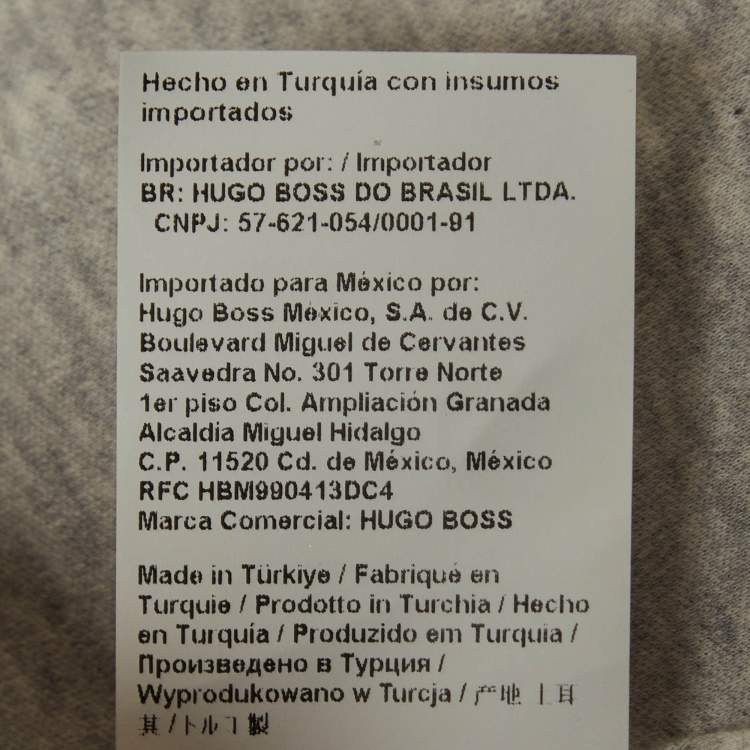 Hecho en Turquía con insumos
importados
Importador por: / Importador
BR: HUGO BOSS DO BRASIL LTDA.
CNPJ: 57-621-054/0001-91
Importado para México por:
Hugo Boss México, S.A. de C.V.
Boulevard Miguel de Cervantes
Saavedra No. 301 Torre Norte
1er piso Col. Ampliación Granada
Alcaldía Miguel Hidalgo
C.P. 11520 Cd. de México, México
RFC HBM990413DC4
Marca Comercial: HUGO BOSS
Made in Türkiye / Fabriqué en
Turquie / Prodotto in Turchia / Hecho
en Turquía / Produzido em Turquia /
Произведено в Турция /
Wyprodukowano w Turcja / 产地 土耳
其 / トルコ製